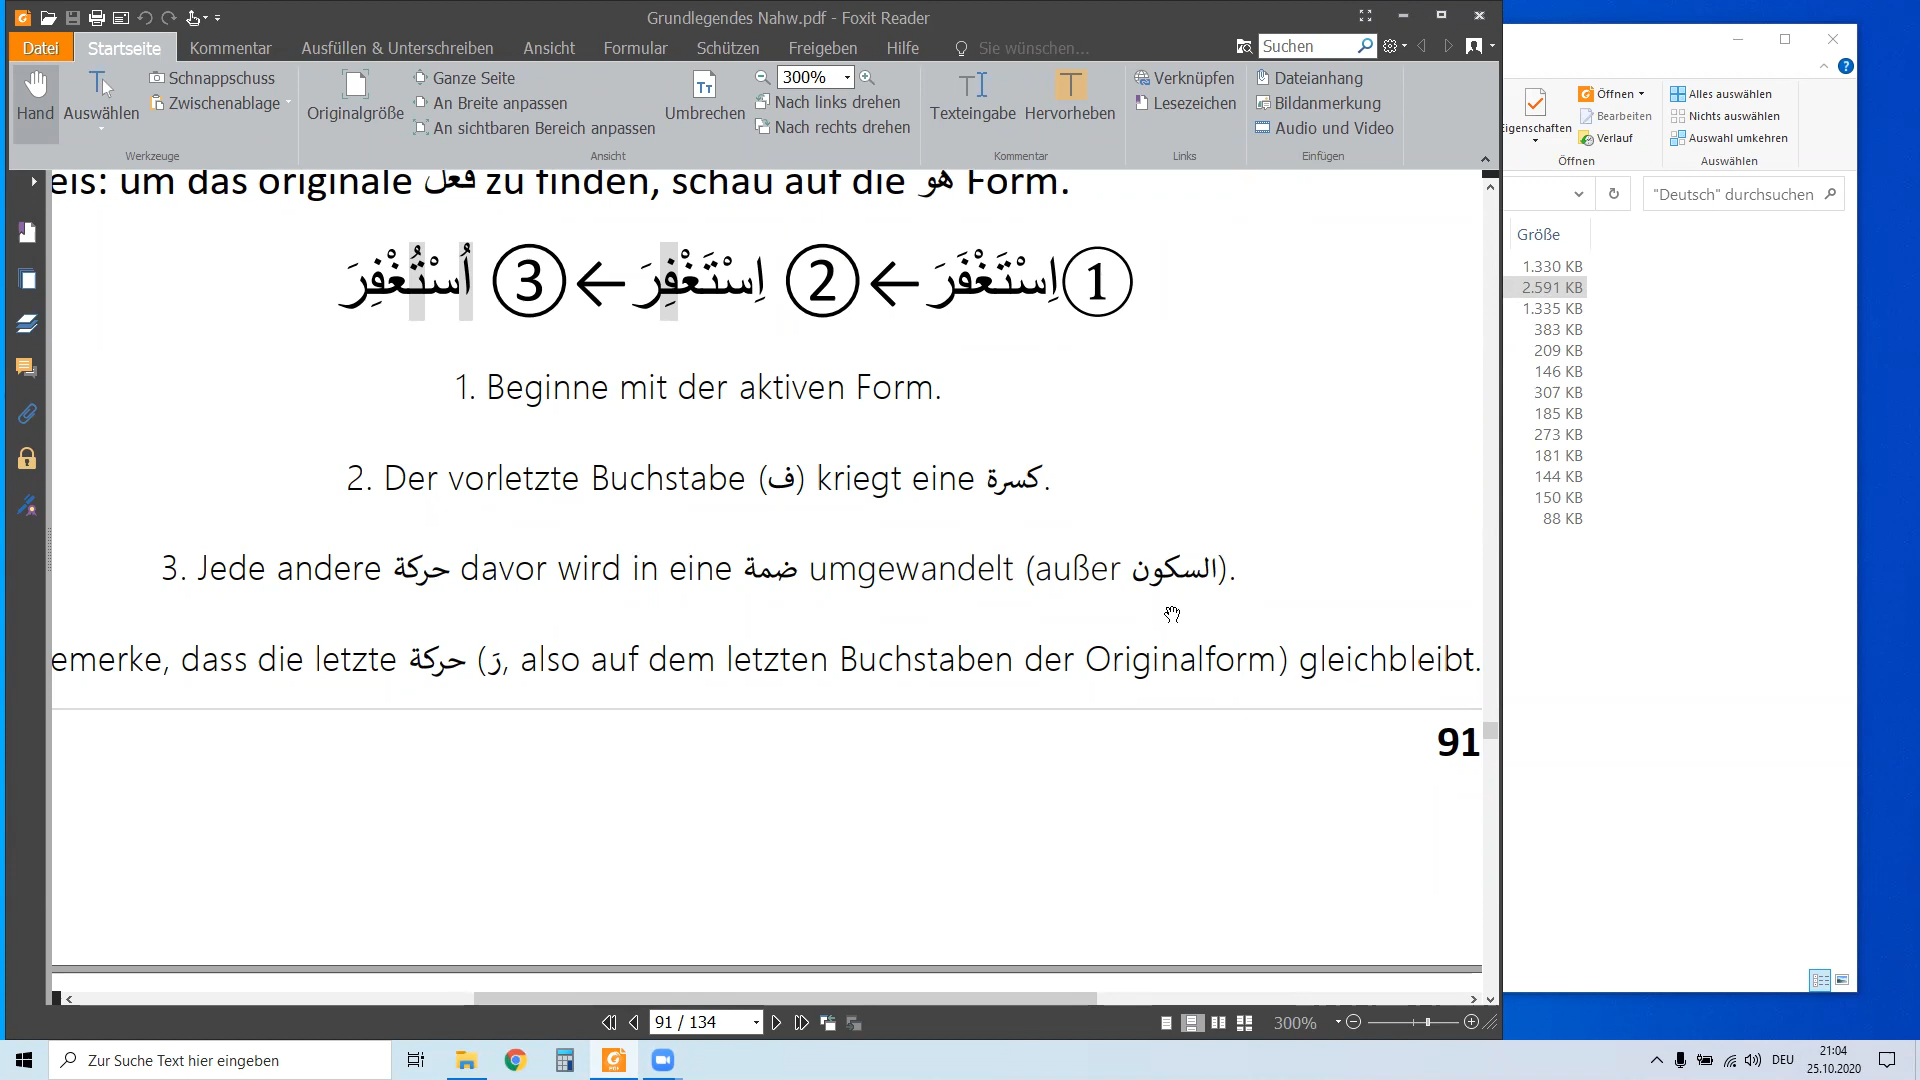 Grundlegendes Nahw.pdf - Foxit Reader
Datei Startseite Kommentar Ausfüllen & Unterschreiben Ansicht Formular Schützen Freigeben Hilfe Sie wünschen... Suchen
Hand Auswählen Schnappschuss Zwischenablage
Werkzeuge
Originalgröße Ganze Seite An Breite anpassen An sichtbaren Bereich anpassen
Umbrechen 300% Nach links drehen Nach rechts drehen
Ansicht
Texteingabe Hervorheben
Kommentar
Verknüpfen Lesezeichen
Links
Dateianhang Bildanmerkung Audio und Video
Einfügen
eis: um das originale فعل zu finden, schau auf die هو Form.
①اِسْتَغْفَرَ ← ② اِسْتَغْفِرَ ← ③ اُسْتُغْفِرَ
1. Beginne mit der aktiven Form.
2. Der vorletzte Buchstabe (ف) kriegt eine كسرة.
3. Jede andere حركة davor wird in eine ضمة umgewandelt (außer السكون).
emerke, dass die letzte حركة (رَ, also auf dem letzten Buchstaben der Originalform) gleichbleibt.
91
91 / 134
300%
Eigenschaften
Öffnen
Bearbeiten
Verlauf
Öffnen
Alles auswählen
Nichts auswählen
Auswahl umkehren
Auswählen
"Deutsch" durchsuchen
Größe
1.330 KB
2.591 KB
1.335 KB
383 KB
209 KB
146 KB
307 KB
185 KB
273 KB
181 KB
144 KB
150 KB
88 KB
Zur Suche Text hier eingeben
DEU
21:04
25.10.2020